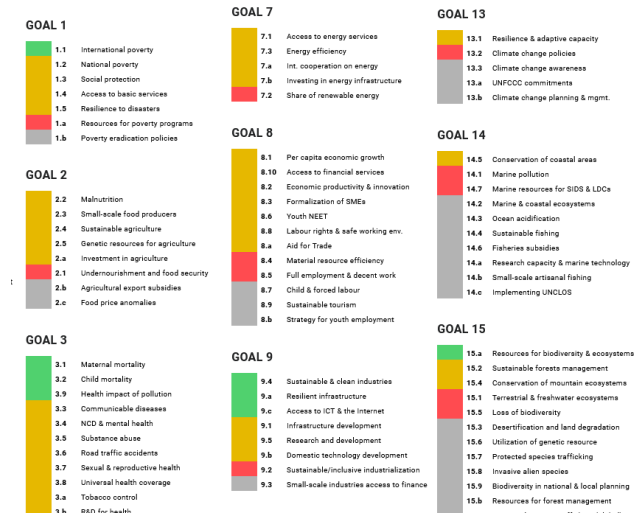 GOAL 1
1.1 International poverty
1.2 National poverty
1.3 Social protection
1.4 Access to basic services
1.5 Resilience to disasters
1.a Resources for poverty programs
1.b Poverty eradication policies
GOAL 2
2.2 Malnutrition
2.3 Small-scale food producers
2.4 Sustainable agriculture
2.5 Genetic resources for agriculture
2.a Investment in agriculture
2.1 Undernourishment and food security
2.b Agricultural export subsidies
2.c Food price anomalies
GOAL 3
3.1 Maternal mortality
3.2 Child mortality
3.9 Health impact of pollution
3.3 Communicable diseases
3.4 NCD & mental health
3.5 Substance abuse
3.6 Road traffic accidents
3.7 Sexual & reproductive health
3.8 Universal health coverage
3.a Tobacco control
3.b R&D for health
GOAL 7
7.1 Access to energy services
7.3 Energy efficiency
7.a Int. cooperation on energy
7.b Investing in energy infrastructure
7.2 Share of renewable energy
GOAL 8
8.1 Per capita economic growth
8.10 Access to financial services
8.2 Economic productivity & innovation
8.3 Formalization of SMEs
8.6 Youth NEET
8.8 Labour rights & safe working env.
8.a Aid for Trade
8.4 Material resource efficiency
8.5 Full employment & decent work
8.7 Child & forced labour
8.9 Sustainable tourism
8.b Strategy for youth employment
GOAL 9
9.4 Sustainable & clean industries
9.a Resilient infrastructure
9.c Access to ICT & the Internet
9.1 Infrastructure development
9.5 Research and development
9.b Domestic technology development
9.2 Sustainable/inclusive industrialization
9.3 Small-scale industries access to finance
GOAL 13
13.1 Resilience & adaptive capacity
13.2 Climate change policies
13.3 Climate change awareness
13.a UNFCCC commitments
13.b Climate change planning & mgmt.
GOAL 14
14.5 Conservation of coastal areas
14.1 Marine pollution
14.7 Marine resources for SIDS & LDCs
14.2 Marine & coastal ecosystems
14.3 Ocean acidification
14.4 Sustainable fishing
14.6 Fisheries subsidies
14.a Research capacity & marine technology
14.b Small-scale artisanal fishing
14.c Implementing UNCLOS
GOAL 15
15.a Resources for biodiversity & ecosystems
15.2 Sustainable forests management
15.4 Conservation of mountain ecosystems
15.1 Terrestrial & freshwater ecosystems
15.5 Loss of biodiversity
15.3 Desertification and land degradation
15.6 Utilization of genetic resource
15.7 Protected species trafficking
15.8 Invasive alien species
15.9 Biodiversity in national & local planning
15.b Resources for forest management